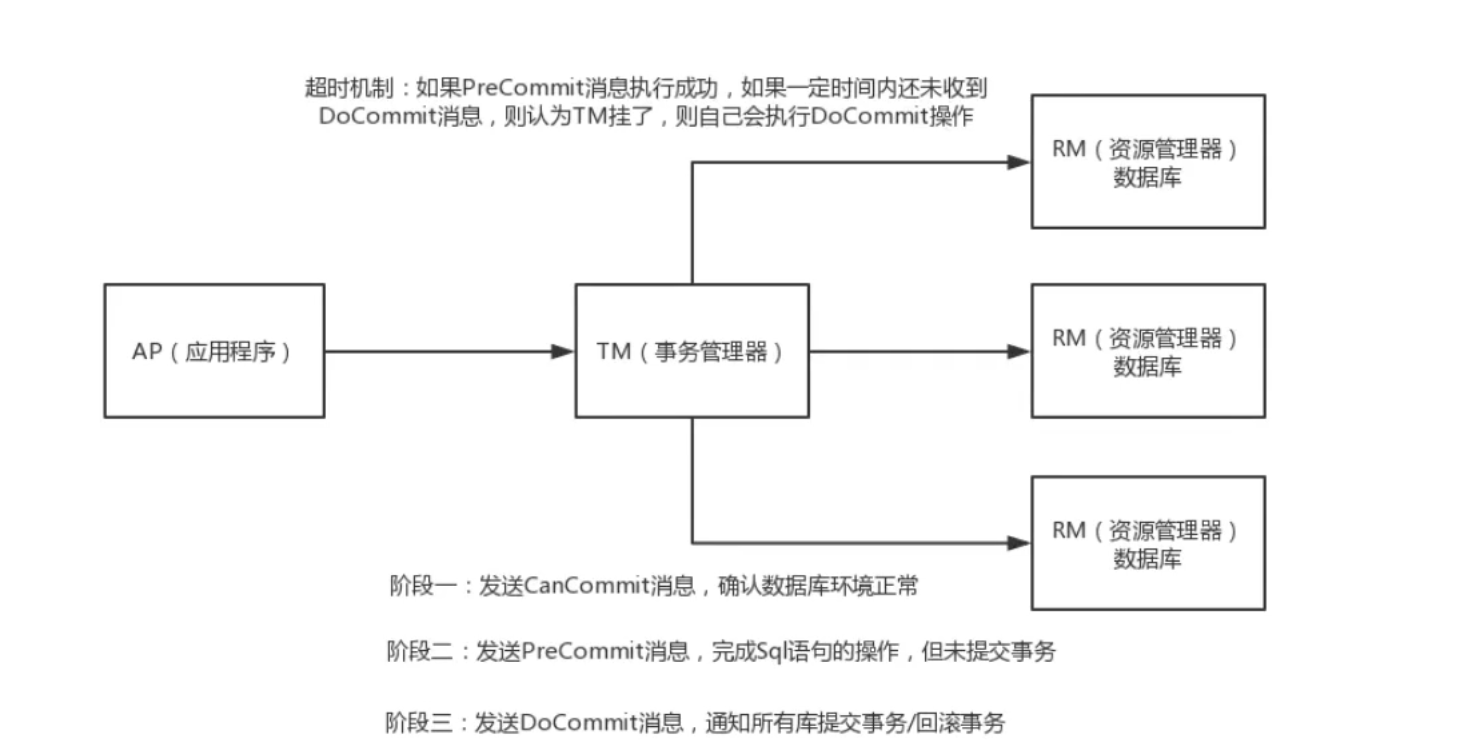 超时机制：如果PreCommit消息执行成功，如果一定时间内还未收到
DoCommit消息，则认为TM挂了，则自己会执行DoCommit操作
RM（资源管理器）
数据库
AP（应用程序）
TM（事务管理器）
RM（资源管理器）
数据库
RM（资源管理器）
数据库
阶段一：发送CanCommit消息，确认数据库环境正常
阶段二：发送PreCommit消息，完成Sql语句的操作，但未提交事务
阶段三：发送DoCommit消息，通知所有库提交事务/回滚事务